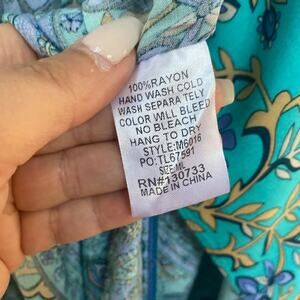 100%RAYON
HAND WASH COLD
WASH SEPARA TELY
COLOR WILL BLEED
NO BLEACH
HANG TO DRY
STYLE:M6016
PO:TL67591
SIZE:ML
RN#130733
MADE IN CHINA